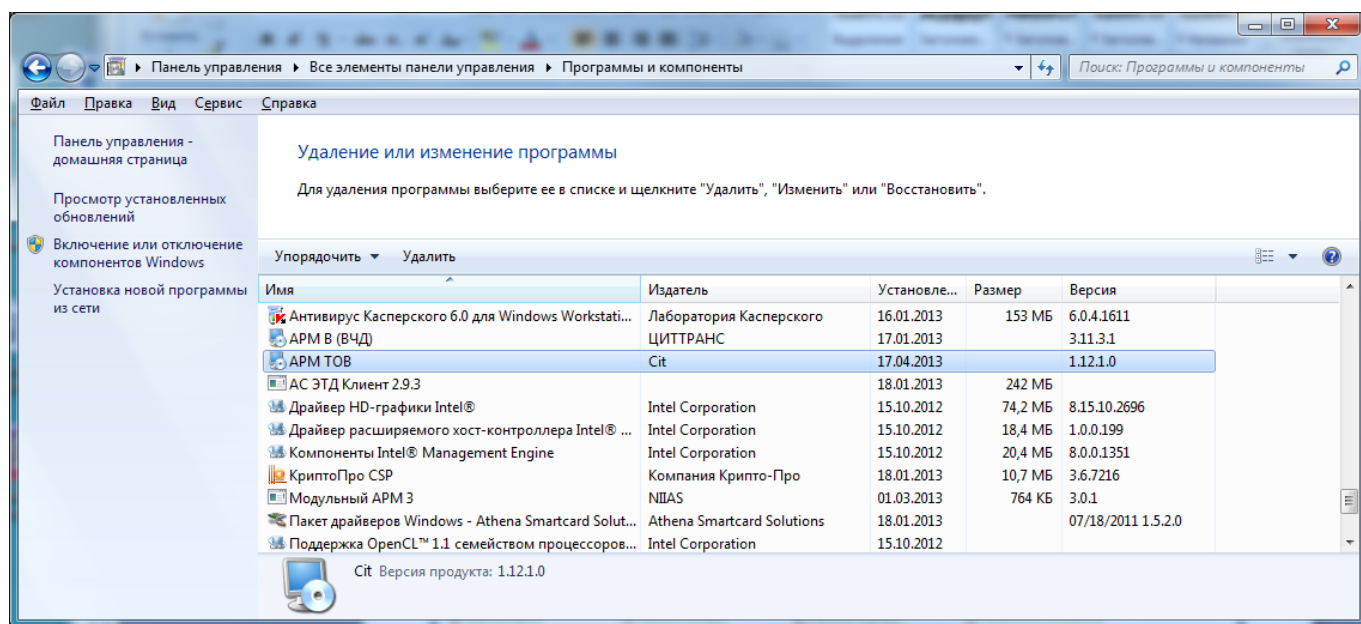 Панель управления ▸ Все элементы панели управления ▸ Программы и компоненты
Поиск: Программы и компоненты
Файл Правка Вид Сервис Справка
Панель управления -
домашняя страница
Просмотр установленных
обновлений
Включение или отключение
компонентов Windows
Установка новой программы
из сети
Удаление или изменение программы
Для удаления программы выберите ее в списке и щелкните "Удалить", "Изменить" или "Восстановить".
Упорядочить Удалить
Имя Издатель Установле... Размер Версия
Антивирус Касперского 6.0 для Windows Workstati... Лаборатория Касперского 16.01.2013 153 МБ 6.0.4.1611
АРМ В (ВЧД) ЦИТТРАНС 17.01.2013 3.11.3.1
АРМ ТОВ Cit 17.04.2013 1.12.1.0
АС ЭТД Клиент 2.9.3 18.01.2013 242 МБ
Драйвер HD-графики Intel® Intel Corporation 15.10.2012 74,2 МБ 8.15.10.2696
Драйвер расширяемого хост-контроллера Intel® ... Intel Corporation 15.10.2012 18,4 МБ 1.0.0.199
Компоненты Intel® Management Engine Intel Corporation 15.10.2012 20,4 МБ 8.0.0.1351
КриптоПро CSP Компания Крипто-Про 18.01.2013 10,7 МБ 3.6.7216
Модульный АРМ 3 NIIAS 01.03.2013 764 КБ 3.0.1
Пакет драйверов Windows - Athena Smartcard Solut... Athena Smartcard Solutions 18.01.2013 07/18/2011 1.5.2.0
Поддержка OpenCL™ 1.1 семейством процессоров... Intel Corporation 15.10.2012
Cit Версия продукта: 1.12.1.0